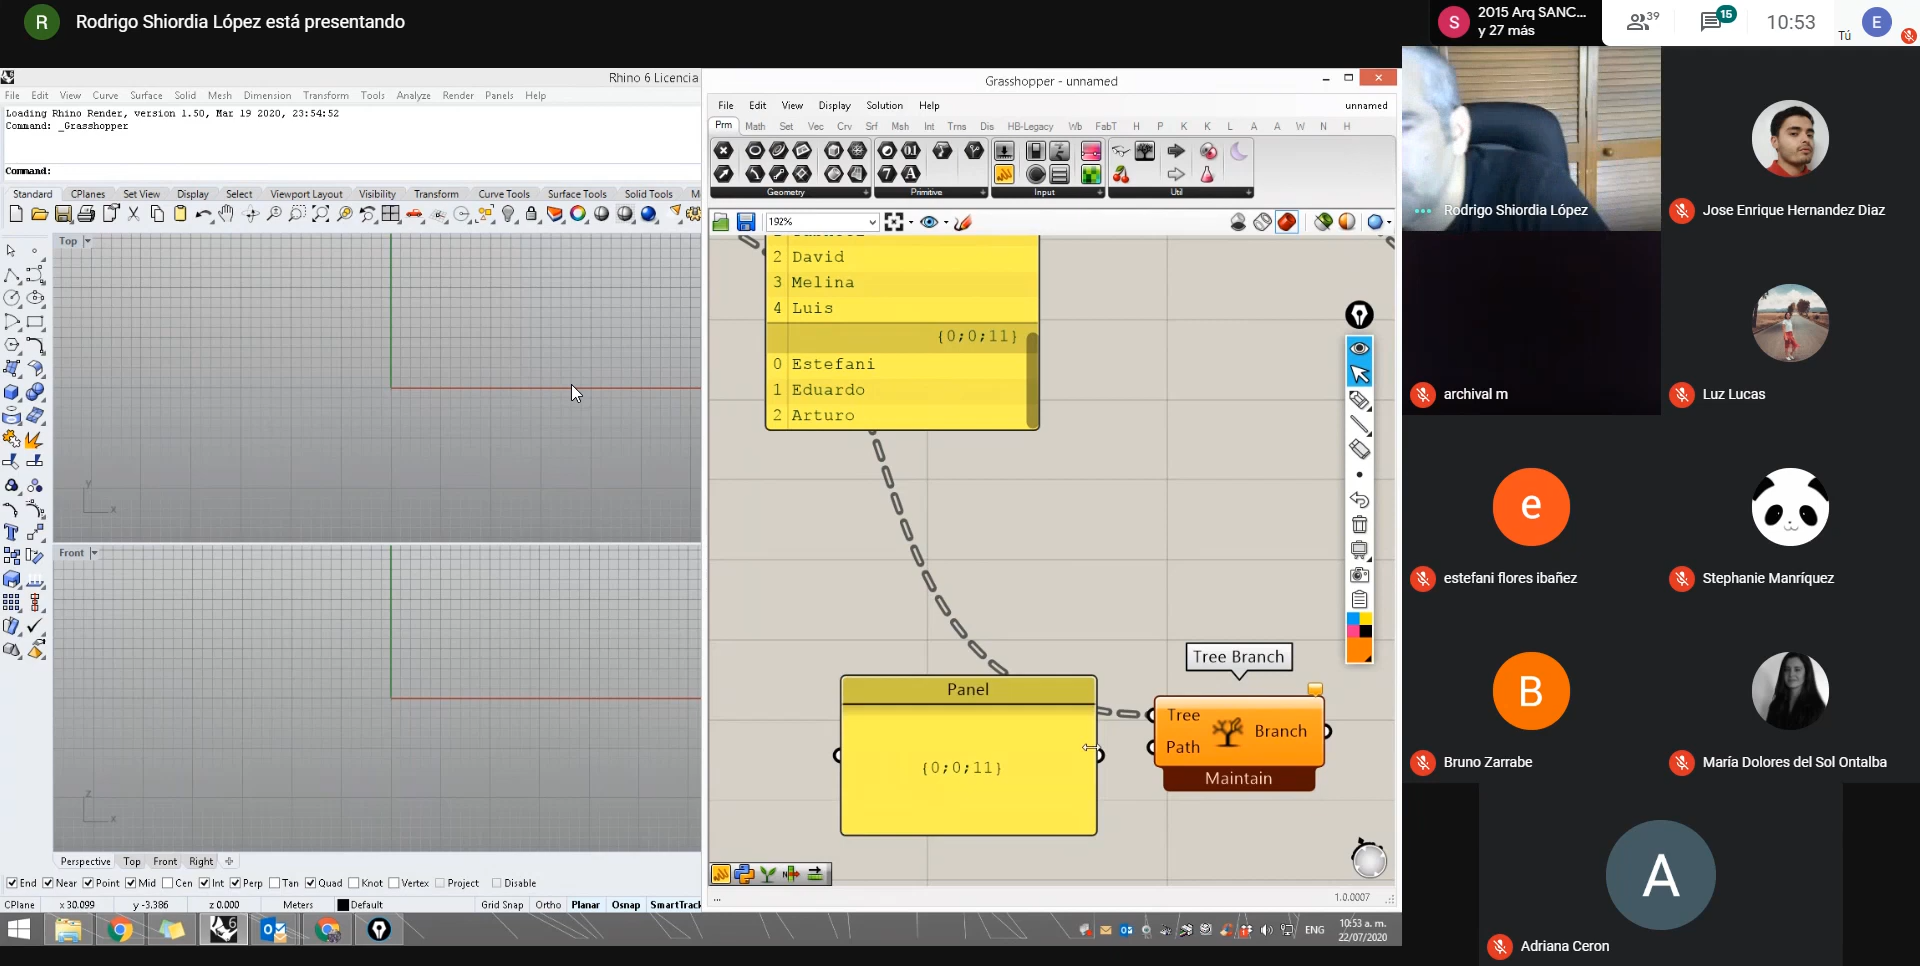 R Rodrigo Shiordia López está presentando
S 2015 Arq SANC...
y 27 más
39
15
10:53
Tú
E
Rhino 6 Licencia
File Edit View Curve Surface Solid Mesh Dimension Transform Tools Analyze Render Panels Help
Loading Rhino Render, version 1.50, Mar 19 2020, 23:54:52
Command: _Grasshopper
Command:
Standard CPlanes Set View Display Select Viewport Layout Visibility Transform Curve Tools Surface Tools Solid Tools M
Top
y
x
Front
z
x
Perspective Top Front Right
End Near Point Mid Cen Int Perp Tan Quad Knot Vertex Project Disable
CPlane x 30.099 y -3.386 z 0.000 Meters Default Grid Snap Ortho Planar Osnap SmartTrack
Grasshopper - unnamed
File Edit View Display Solution Help unnamed
Prm Math Set Vec Crv Srf Msh Int Trns Dis HB-Legacy Wb FabT H P K K L A A W N H
Geometry Primitive Input Util
192%
2 David
3 Melina
4 Luis
{0;0;11}
0 Estefani
1 Eduardo
2 Arturo
Panel
{0;0;11}
Tree Branch
Tree
Path
Branch
Maintain
...
1.0.0007
ENG
10:53 a. m.
22/07/2020
Rodrigo Shiordia López
Jose Enrique Hernandez Diaz
archival m
Luz Lucas
e
estefani flores ibañez
Stephanie Manríquez
B
Bruno Zarrabe
María Dolores del Sol Ontalba
A
Adriana Ceron